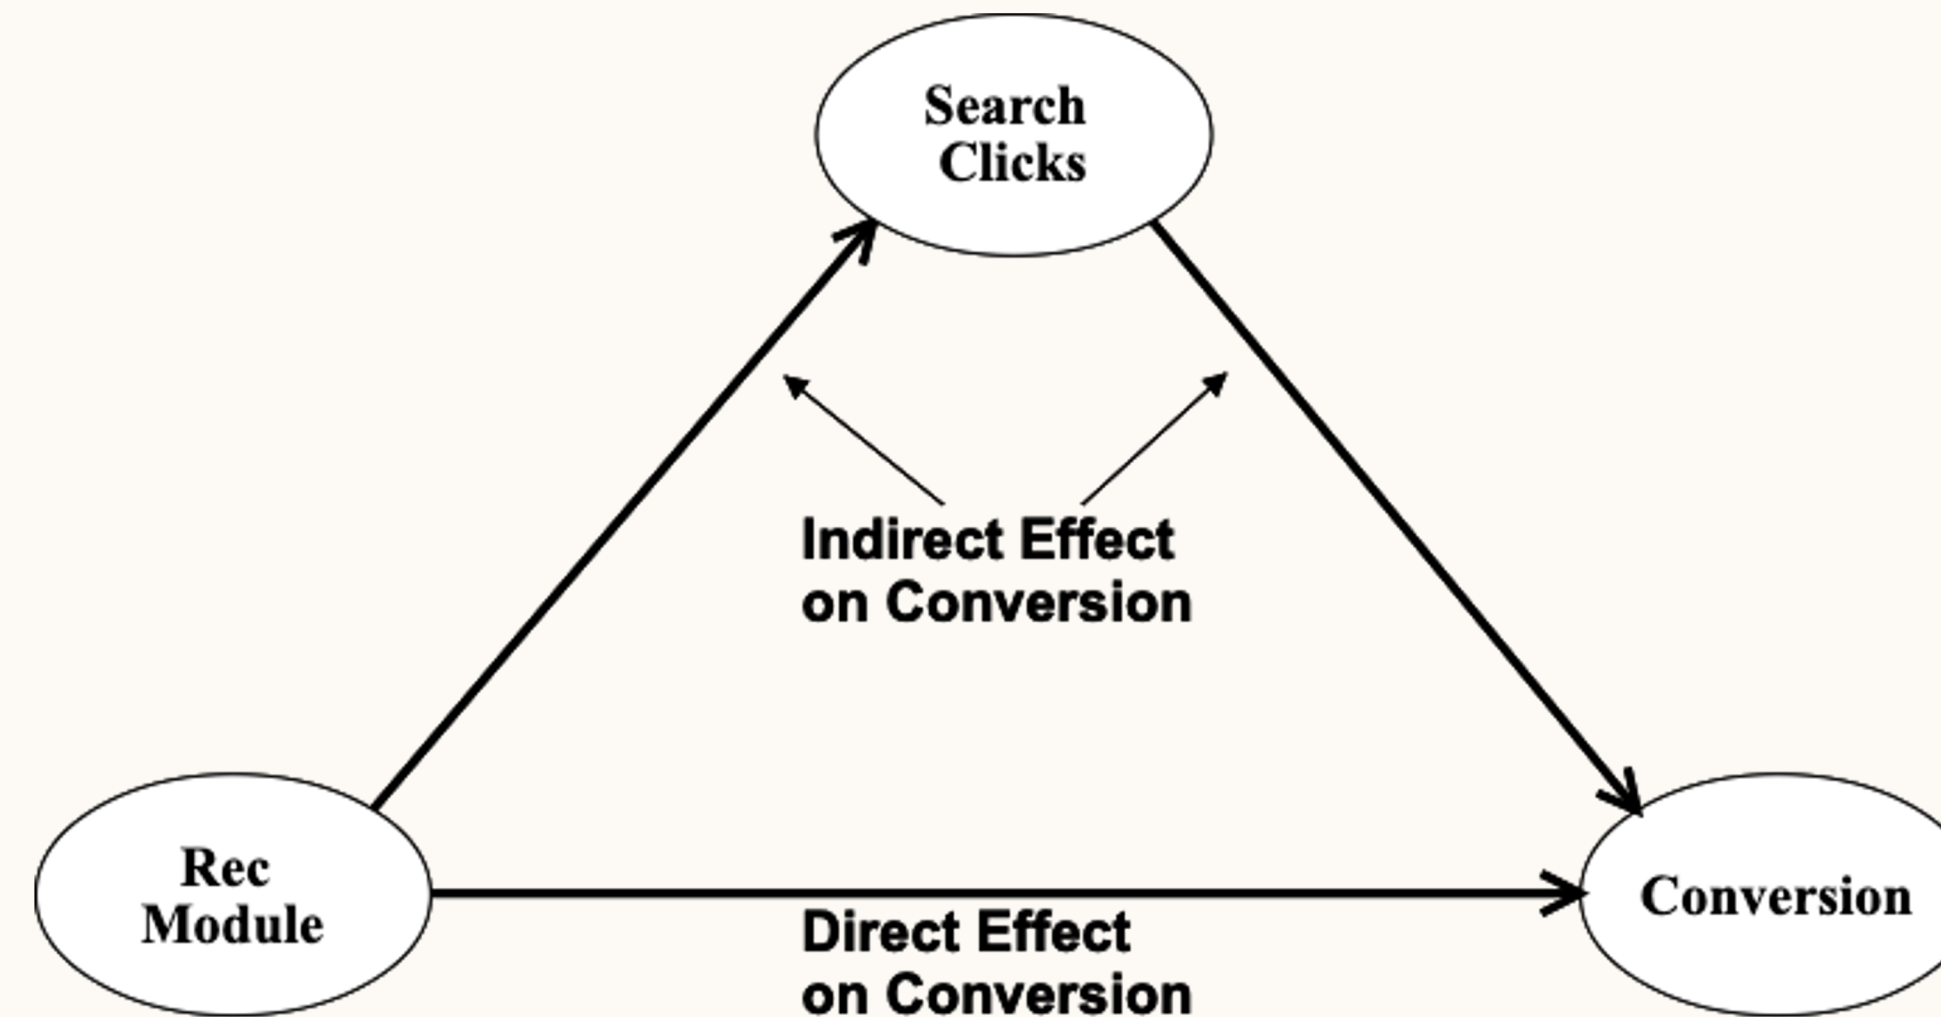 Search
Clicks
Indirect Effect
on Conversion
Rec
Module
Conversion
Direct Effect
on Conversion